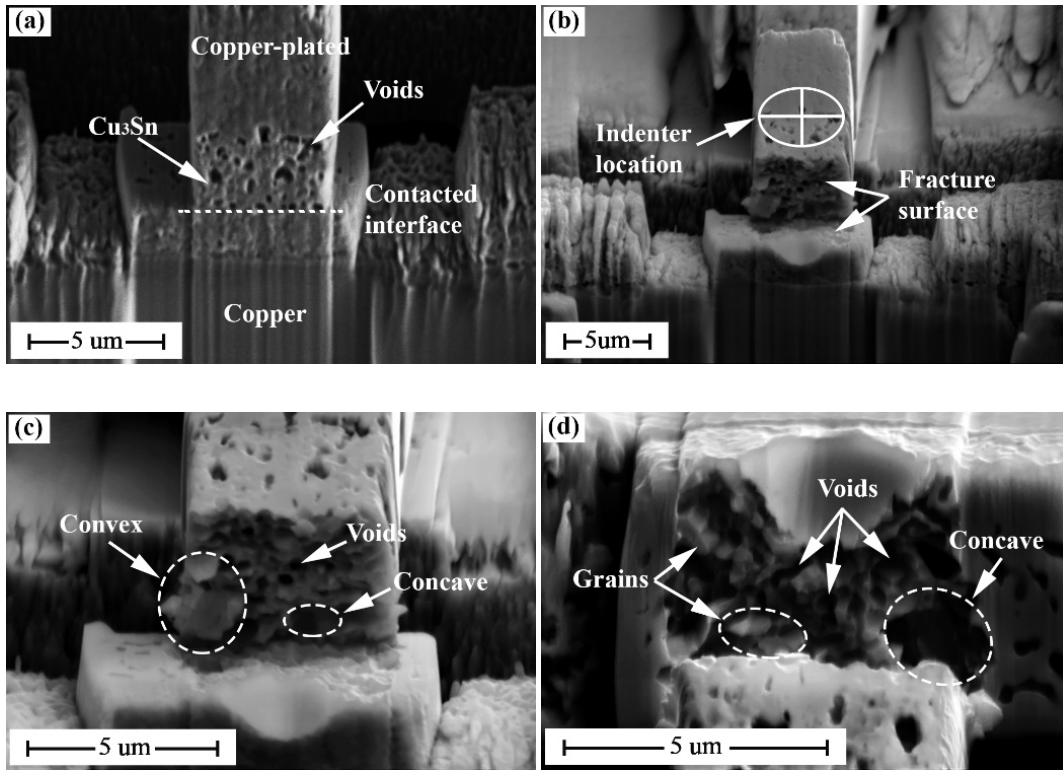 (a)
Copper-plated
Voids
Cu₃Sn
Contacted
interface
Copper
5 um
(b)
Indenter
location
Fracture
surface
5um
(c)
Convex
Voids
Concave
5 um
(d)
Voids
Concave
Grains
5 um